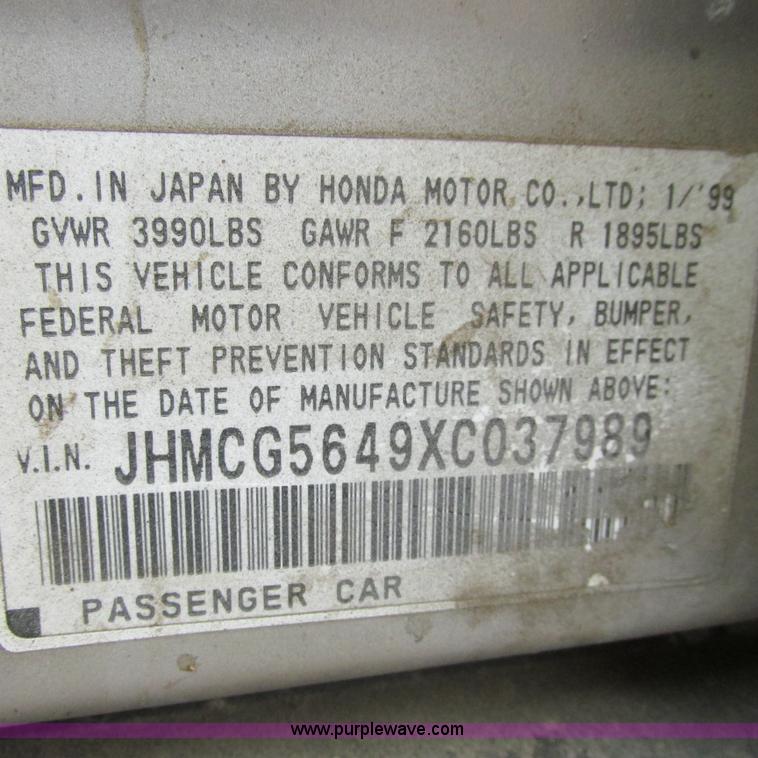 MFD. IN JAPAN BY HONDA MOTOR CO.,LTD; 1/'99
GVWR 3990LBS GAWR F 2160LBS R 1895LBS
THIS VEHICLE CONFORMS TO ALL APPLICABLE
FEDERAL MOTOR VEHICLE SAFETY, BUMPER,
AND THEFT PREVENTION STANDARDS IN EFFECT
ON THE DATE OF MANUFACTURE SHOWN ABOVE:
V.I.N. JHMCG5649XC037989
PASSENGER CAR
www.purplewave.com